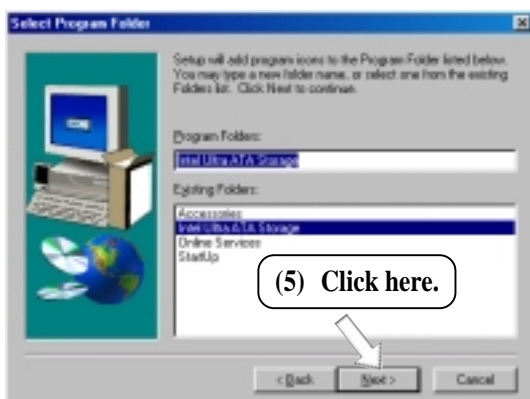 Select Program Folder
Setup will add program icons to the Program Folder listed below.
You may type a new folder name, or select one from the existing
Folders list. Click Next to continue.
Program Folders:
Intel Ultra ATA Storage
Existing Folders:
Accessories
Intel Ultra ATA Storage
Online Services
StartUp
(5) Click here.
< Back
Next >
Cancel